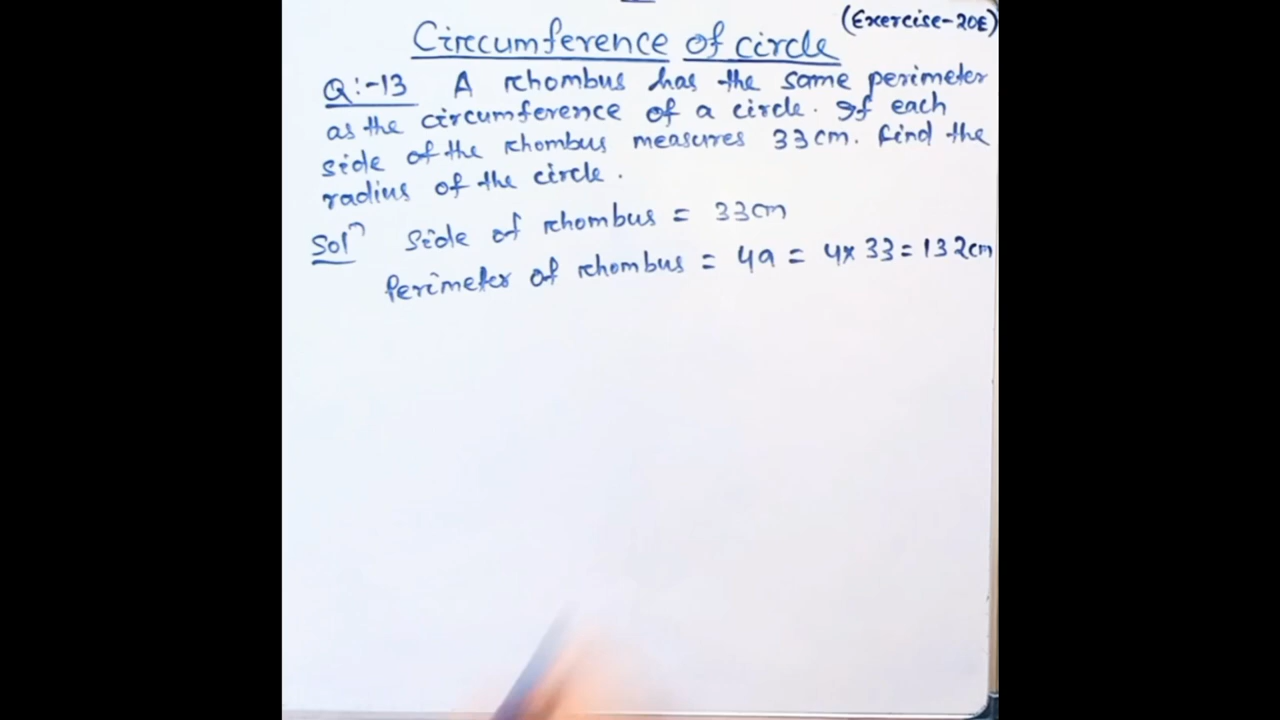 (Exercise-20E)
Circcumference of circle
Q:-13 A rhombus has the same perimeter
as the circumference of a circle. If each
side of the rhombus measures 33cm. find the
radius of the circle.
Solⁿ Side of rhombus = 33cm
Perimeter of rhombus = 4a = 4x 33 = 132cm